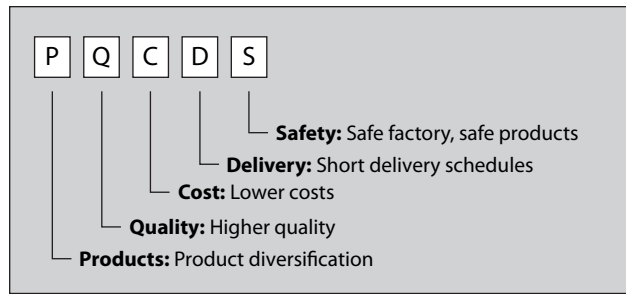 P Q C D S
Safety: Safe factory, safe products
Delivery: Short delivery schedules
Cost: Lower costs
Quality: Higher quality
Products: Product diversification